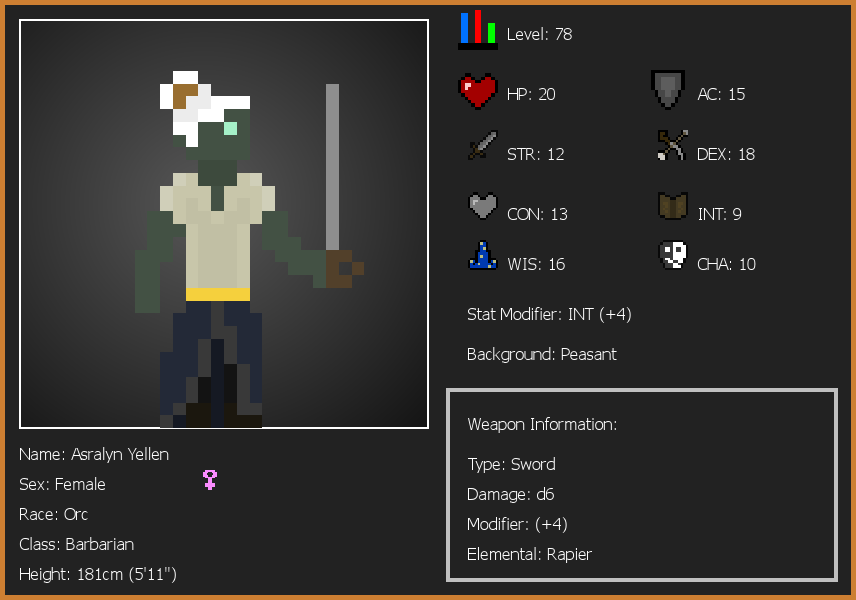 Level: 78
HP: 20
AC: 15
STR: 12
DEX: 18
CON: 13
INT: 9
WIS: 16
CHA: 10
Stat Modifier: INT (+4)
Background: Peasant
Weapon Information:
Type: Sword
Damage: d6
Modifier: (+4)
Elemental: Rapier
Name: Asralyn Yellen
Sex: Female
Race: Orc
Class: Barbarian
Height: 181cm (5'11")